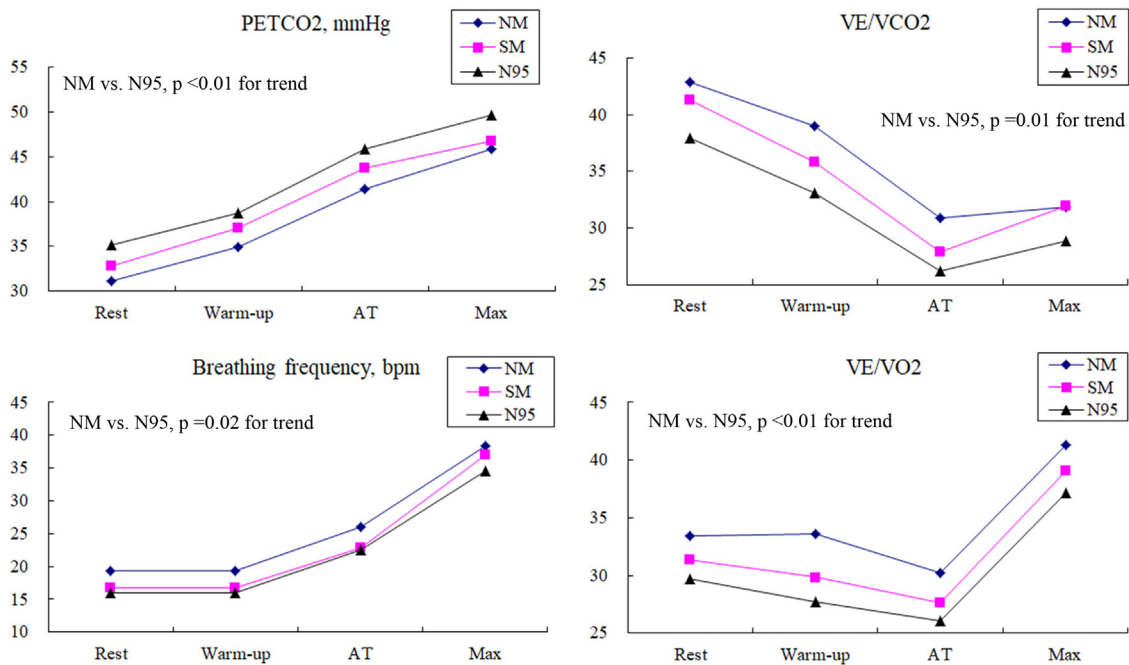 PETCO2, mmHg
NM
SM
N95
NM vs. N95, p <0.01 for trend
55
50
45
40
35
30
Rest Warm-up AT Max
VE/VCO2
NM
SM
N95
NM vs. N95, p =0.01 for trend
45
40
35
30
25
Rest Warm-up AT Max
Breathing frequency, bpm
NM
SM
N95
NM vs. N95, p =0.02 for trend
45
40
35
30
25
20
15
10
Rest Warm-up AT Max
VE/VO2
NM
SM
N95
NM vs. N95, p <0.01 for trend
45
40
35
30
25
Rest Warm-up AT Max